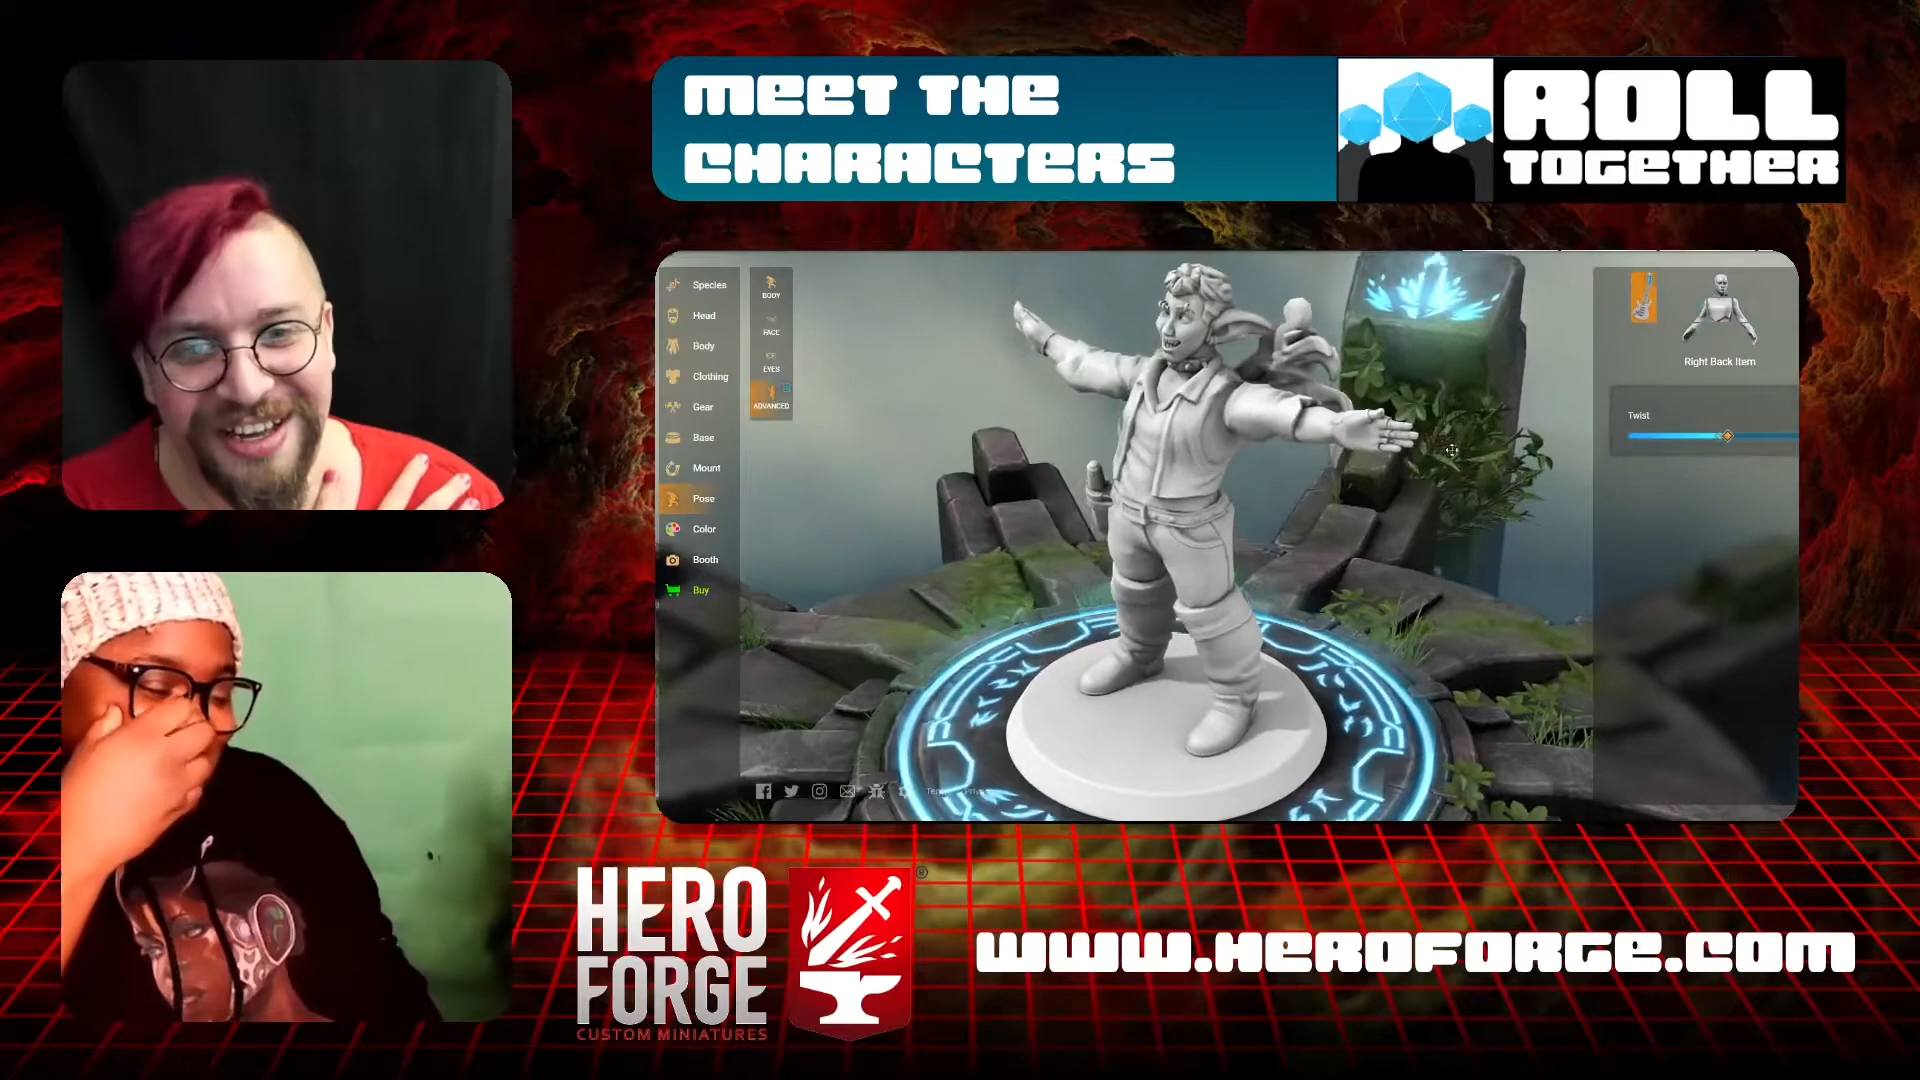 MEET THE
CHARACTERS
ROLL
TOGETHER
Species
Head
Body
Clothing
Gear
Base
Mount
Pose
Color
Booth
Buy
BODY
FACE
EYES
ADVANCED
Right Back Item
Twist
HERO
FORGE
®
CUSTOM MINIATURES
WWW.HEROFORGE.COM